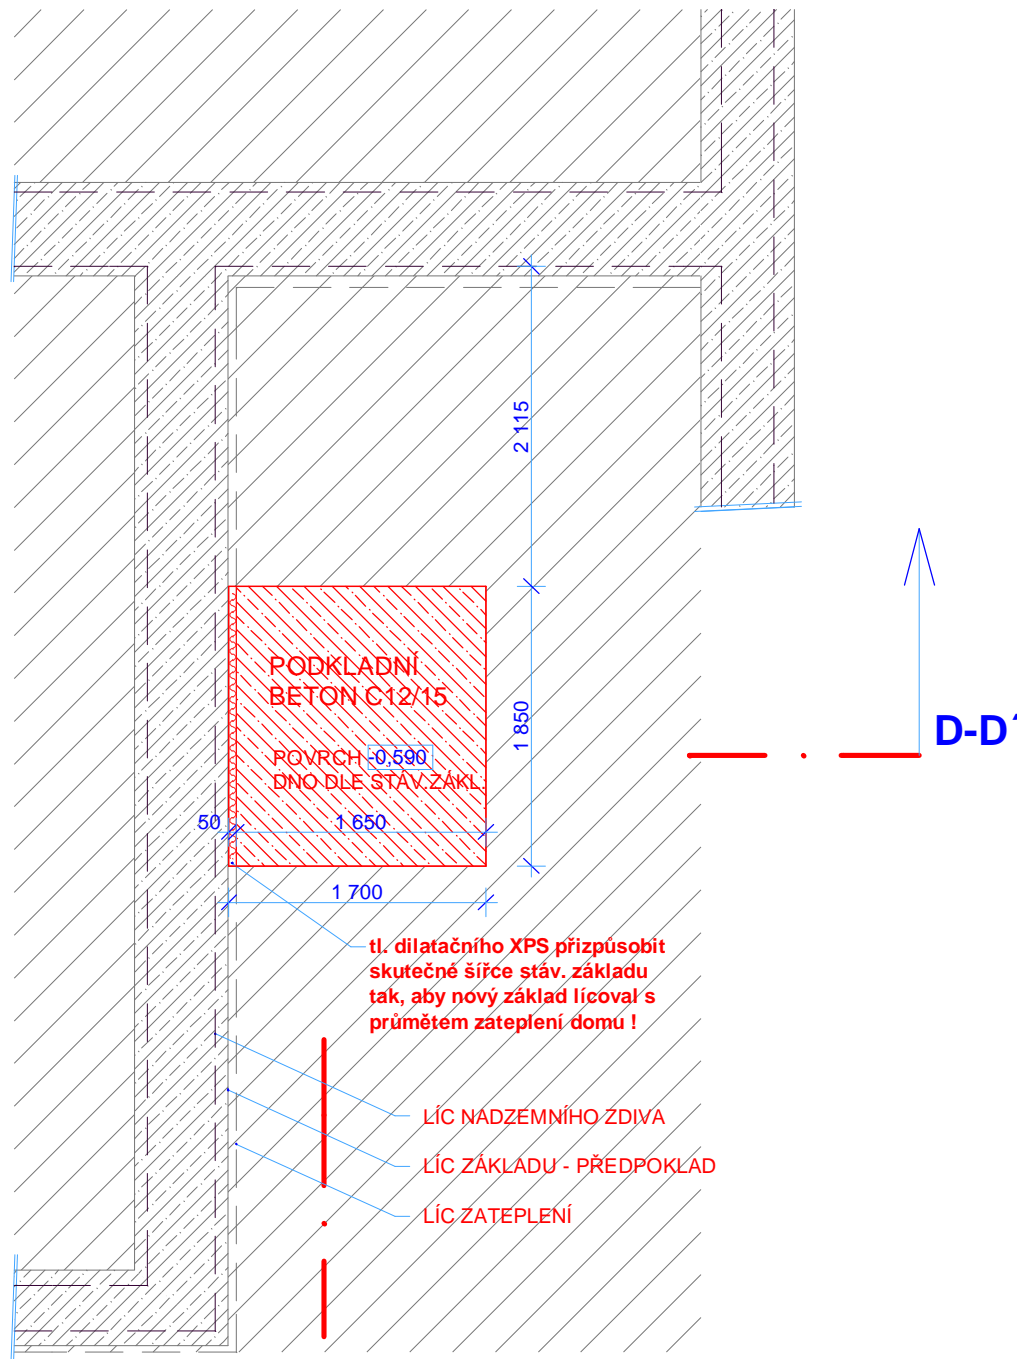 2 115
PODKLADNÍ
BETON C12/15
1 850
D-D´
POVRCH -0,590
DNO DLE STÁV.ZÁKL.
50
1 650
1 700
tl. dilatačního XPS přizpůsobit
skutečné šířce stáv. základu
tak, aby nový základ lícoval s
průmětem zateplení domu !
LÍC NADZEMNÍHO ZDIVA
LÍC ZÁKLADU - PŘEDPOKLAD
LÍC ZATEPLENÍ